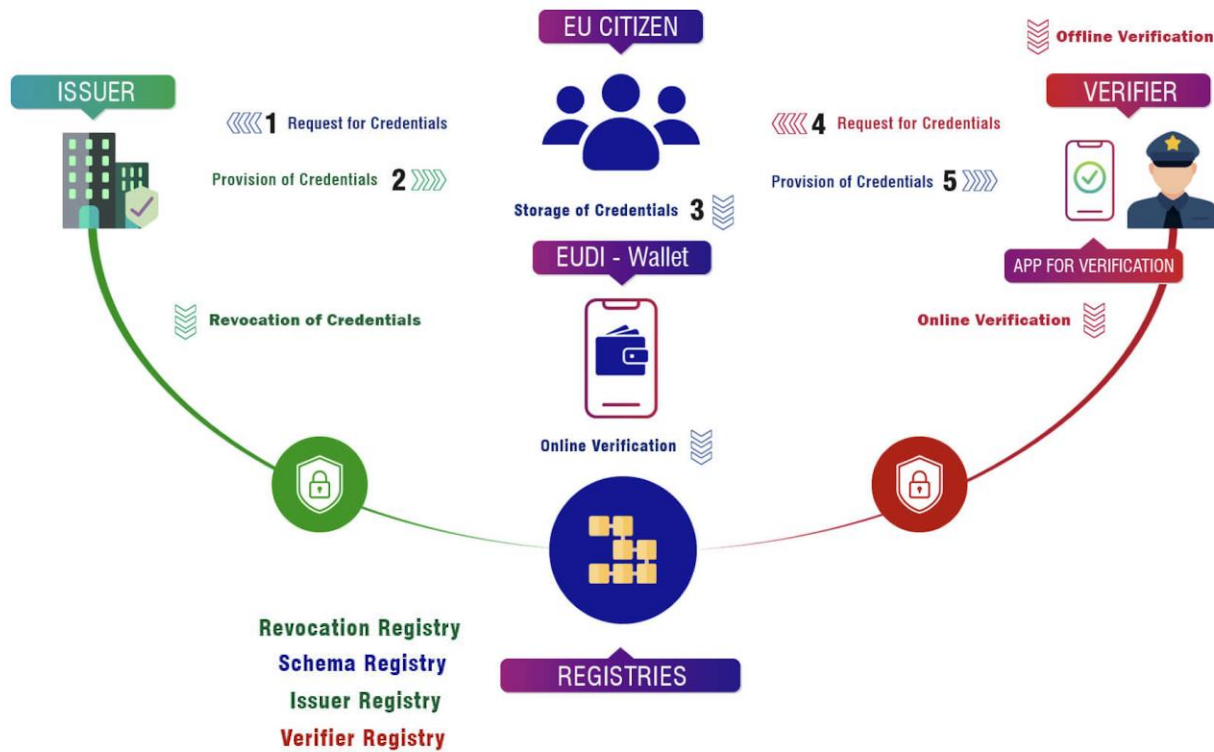 EU CITIZEN
Offline Verification
ISSUER
VERIFIER
1 Request for Credentials
4 Request for Credentials
Provision of Credentials 2
Provision of Credentials 5
Storage of Credentials 3
EUDI - Wallet
APP FOR VERIFICATION
Revocation of Credentials
Online Verification
Online Verification
Revocation Registry
Schema Registry
REGISTRIES
Issuer Registry
Verifier Registry